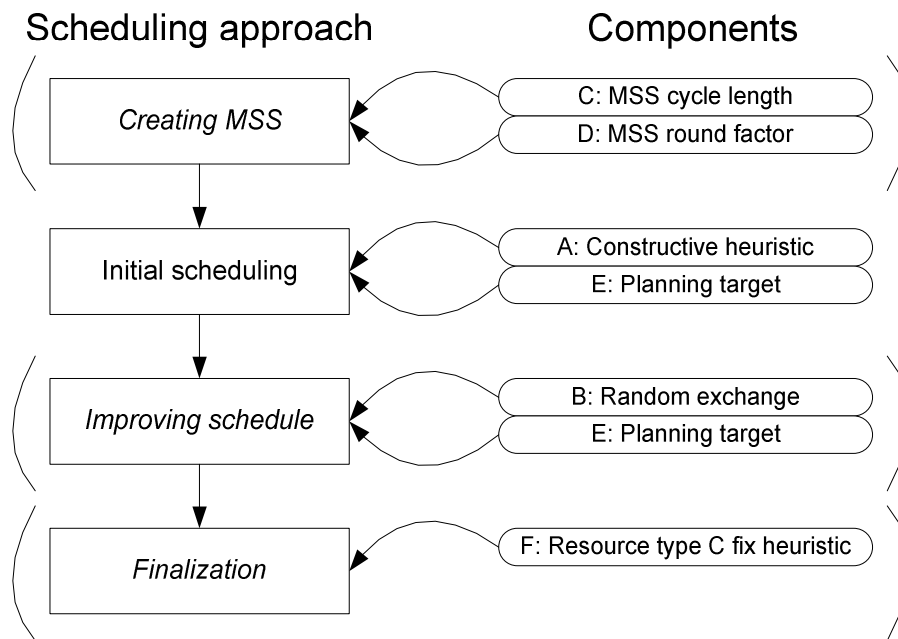 Scheduling approach
Components
Creating MSS
C: MSS cycle length
D: MSS round factor
Initial scheduling
A: Constructive heuristic
E: Planning target
Improving schedule
B: Random exchange
E: Planning target
Finalization
F: Resource type C fix heuristic